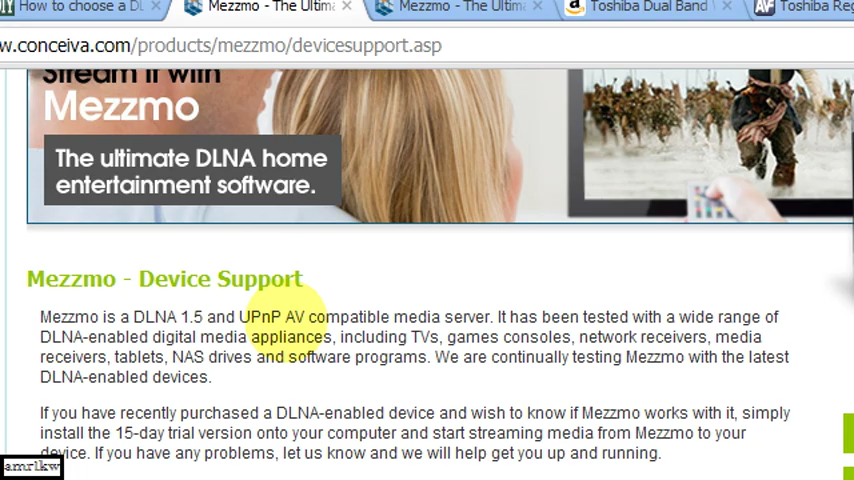 How to choose a DL
Mezzmo - The Ultima
Mezzmo - The Ultima
Toshiba Dual Band
Toshiba Reg
w.conceiva.com/products/mezzmo/devicesupport.asp
Stream it with
Mezzmo
The ultimate DLNA home
entertainment software.
Mezzmo - Device Support
Mezzmo is a DLNA 1.5 and UPnP AV compatible media server. It has been tested with a wide range of
DLNA-enabled digital media appliances, including TVs, games consoles, network receivers, media
receivers, tablets, NAS drives and software programs. We are continually testing Mezzmo with the latest
DLNA-enabled devices.
If you have recently purchased a DLNA-enabled device and wish to know if Mezzmo works with it, simply
install the 15-day trial version onto your computer and start streaming media from Mezzmo to your
device. If you have any problems, let us know and we will help get you up and running.
amr1kw